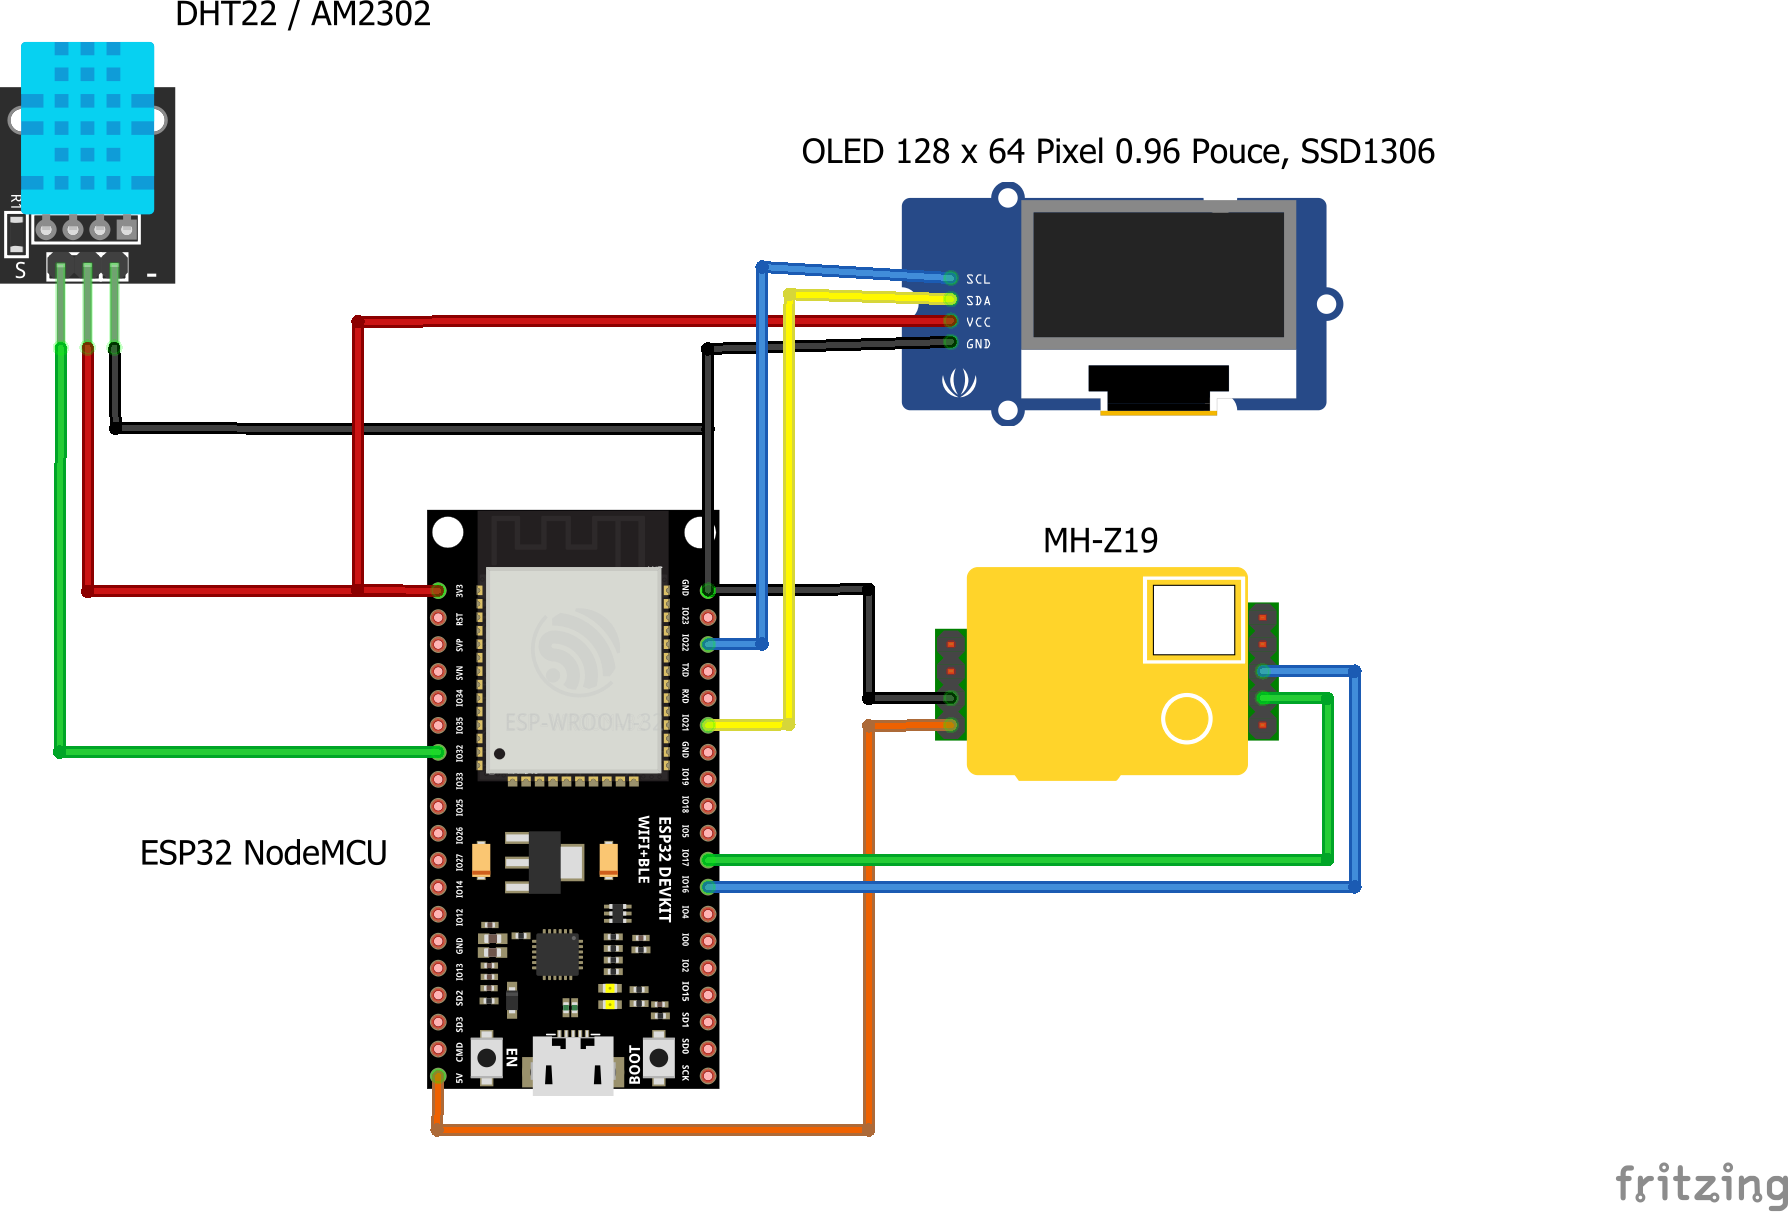 DHT22 / AM2302
R1
S
-
OLED 128 x 64 Pixel 0.96 Pouce, SSD1306
SCL
SDA
VCC
GND
MH-Z19
ESP32 NodeMCU
ESP-WROOM-32
3V3
RST
SVP
SVN
IO34
IO35
IO32
IO33
IO25
IO26
IO27
IO14
IO12
GND
IO13
SD2
SD3
CMD
5V
GND
IO23
IO22
TXD
RXD
IO21
GND
IO19
IO18
IO5
IO17
IO16
IO4
IO0
IO2
IO15
SD1
SD0
SCK
ESP32 DEVKIT
WIFI+BLE
EN
BOOT
fritzing